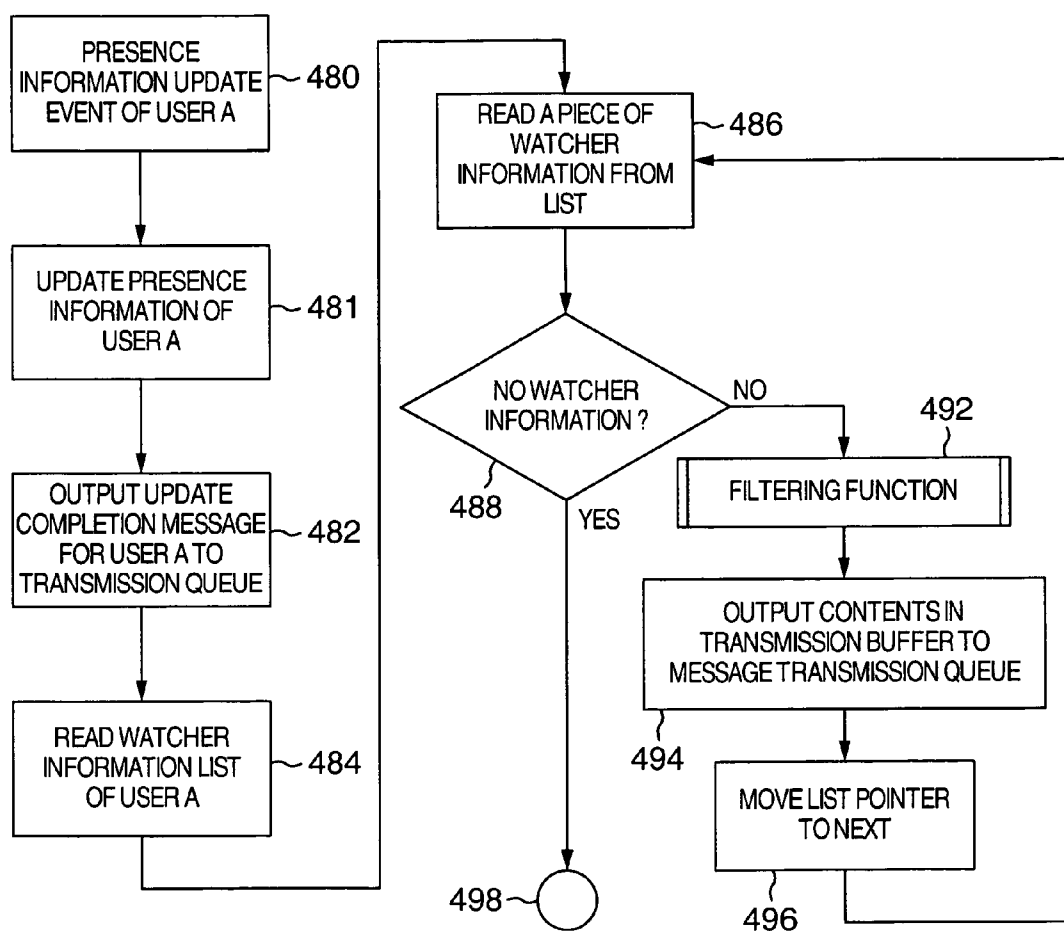 PRESENCE
INFORMATION UPDATE
EVENT OF USER A
480
UPDATE PRESENCE
INFORMATION OF
USER A
481
OUTPUT UPDATE
COMPLETION MESSAGE
FOR USER A TO
TRANSMISSION QUEUE
482
READ WATCHER
INFORMATION LIST
OF USER A
484
READ A PIECE OF
WATCHER
INFORMATION FROM
LIST
486
NO WATCHER
INFORMATION ?
488
NO
YES
492
FILTERING FUNCTION
OUTPUT CONTENTS IN
TRANSMISSION BUFFER TO
MESSAGE TRANSMISSION QUEUE
494
MOVE LIST POINTER
TO NEXT
496
498